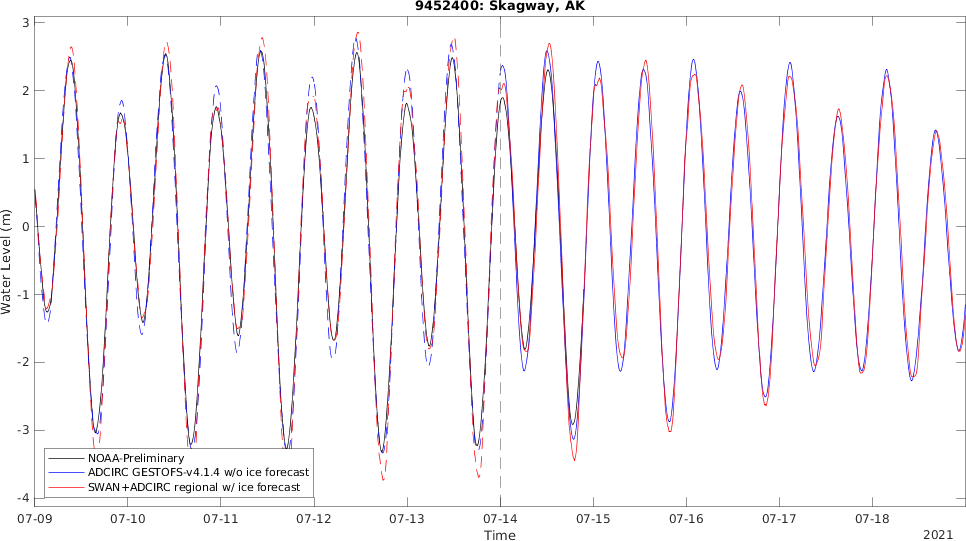 9452400: Skagway, AK
3
2
1
0
-1
-2
-3
-4
Water Level (m)
NOAA-Preliminary
ADCIRC GESTOFS-v4.1.4 w/o ice forecast
SWAN+ADCIRC regional w/ ice forecast
07-09 07-10 07-11 07-12 07-13 07-14 07-15 07-16 07-17 07-18
Time
2021